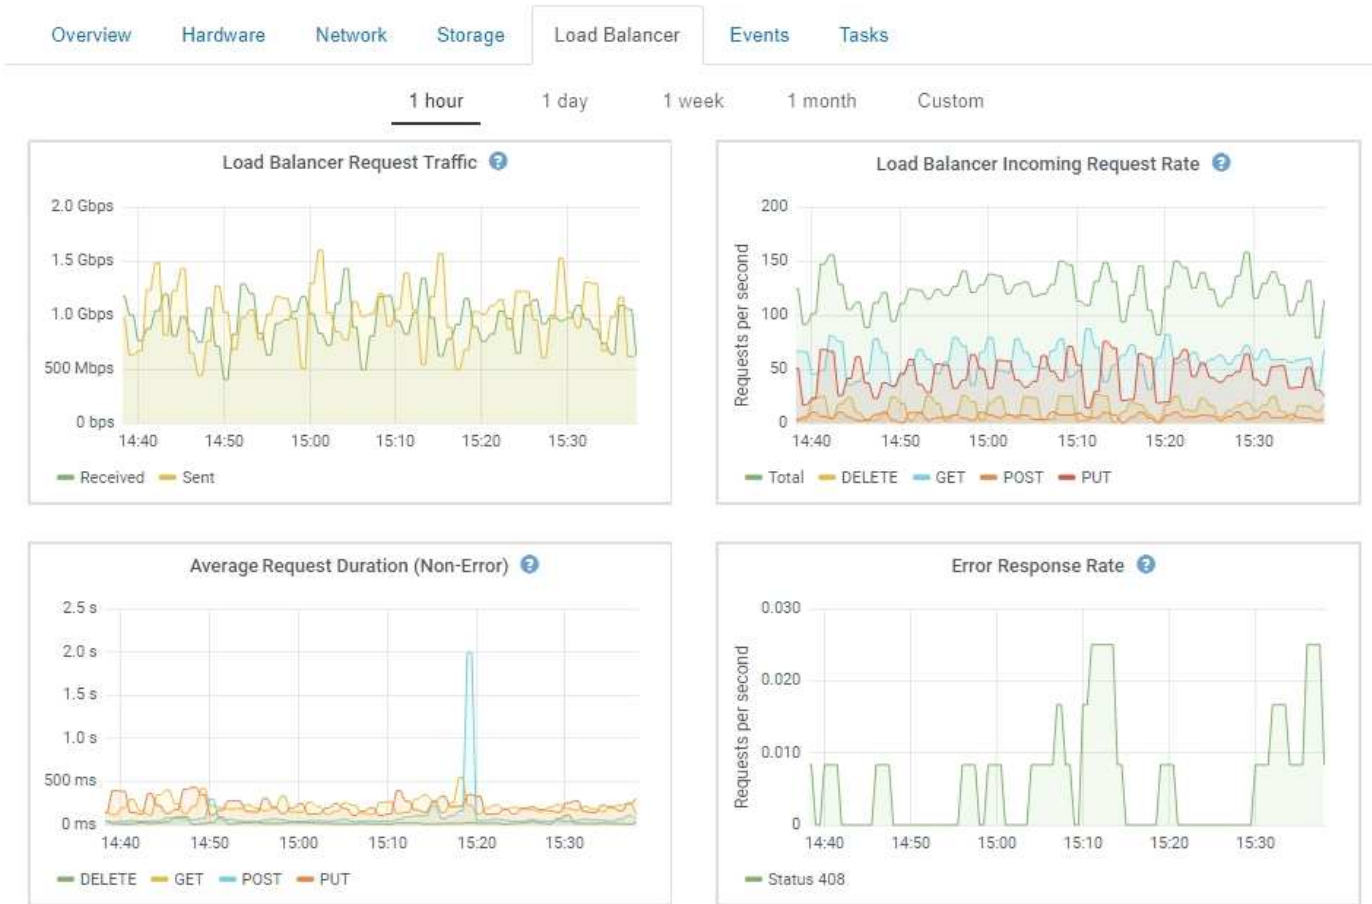 Overview Hardware Network Storage Load Balancer Events Tasks
1 hour 1 day 1 week 1 month Custom
Load Balancer Request Traffic ?
2.0 Gbps
1.5 Gbps
1.0 Gbps
500 Mbps
0 bps
14:40 14:50 15:00 15:10 15:20 15:30
Received Sent
Load Balancer Incoming Request Rate ?
Requests per second
200
150
100
50
0
14:40 14:50 15:00 15:10 15:20 15:30
Total DELETE GET POST PUT
Average Request Duration (Non-Error) ?
2.5 s
2.0 s
1.5 s
1.0 s
500 ms
0 ms
14:40 14:50 15:00 15:10 15:20 15:30
DELETE GET POST PUT
Error Response Rate ?
Requests per second
0.030
0.020
0.010
0
14:40 14:50 15:00 15:10 15:20 15:30
Status 408